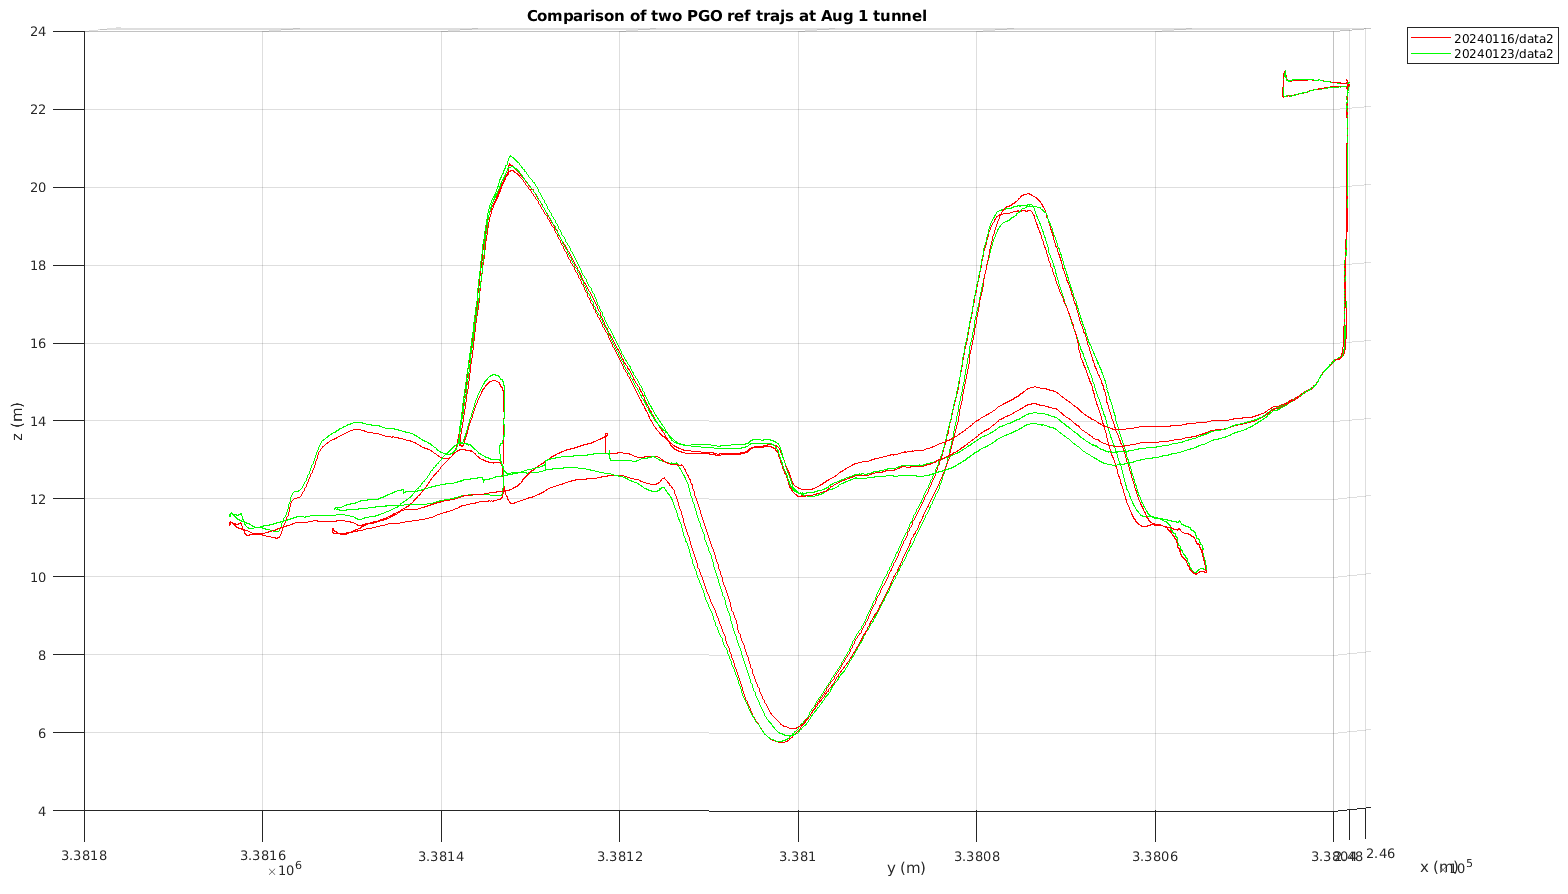 Comparison of two PGO ref trajs at Aug 1 tunnel
20240116/data2
20240123/data2
24
22
20
18
16
14
12
10
8
6
4
z (m)
3.3818 3.3816 3.3814 3.3812 3.381 3.3808 3.3806 2.46
×10^6 y (m) x (m)